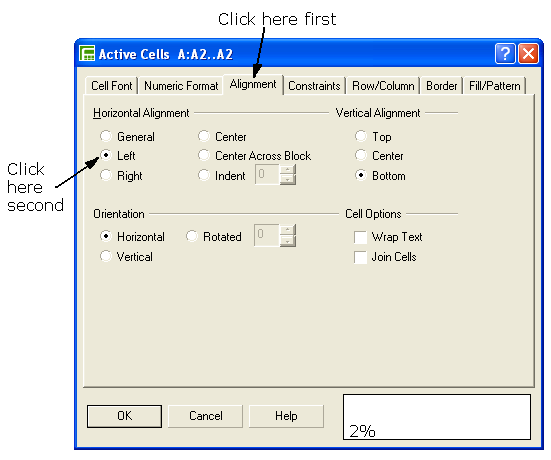 Click here first
Active Cells A:A2..A2
Cell Font Numeric Format Alignment Constraints Row/Column Border Fill/Pattern
Horizontal Alignment Vertical Alignment
General Center Top
Left Center Across Block Center
Right Indent 0 Bottom
Click
here
second
Orientation Cell Options
Horizontal Rotated 0 Wrap Text
Vertical Join Cells
OK Cancel Help
2%